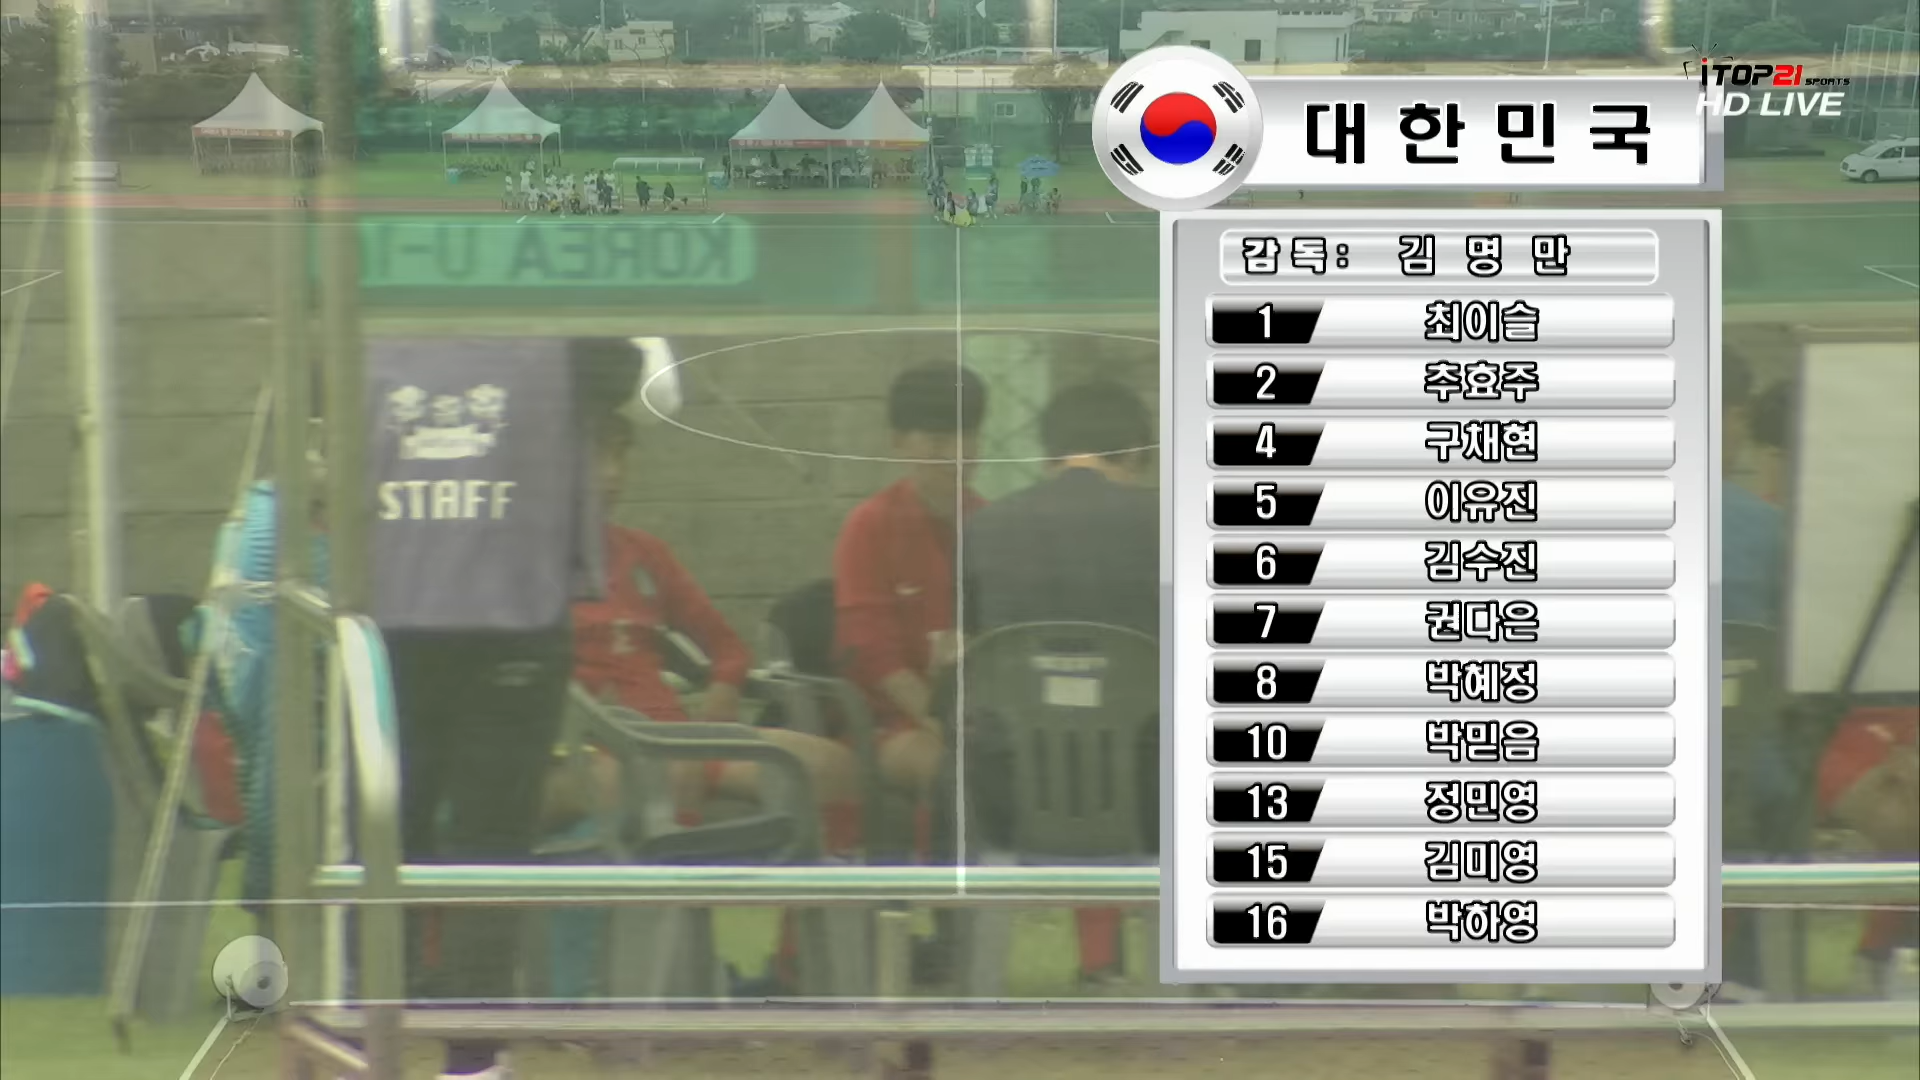 iTOP21 SPORTS
HD LIVE
대한민국
감독: 김명만
1 최이슬
2 추효주
4 구채현
5 이유진
6 김수진
7 권다은
8 박혜정
10 박믿음
13 정민영
15 김미영
16 박하영
KOREA U-1
STAFF